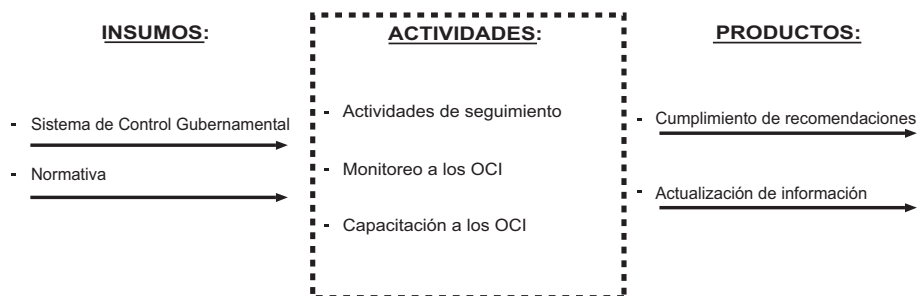 INSUMOS:
- Sistema de Control Gubernamental
- Normativa
ACTIVIDADES:
- Actividades de seguimiento
- Monitoreo a los OCI
- Capacitación a los OCI
PRODUCTOS:
- Cumplimiento de recomendaciones
- Actualización de información